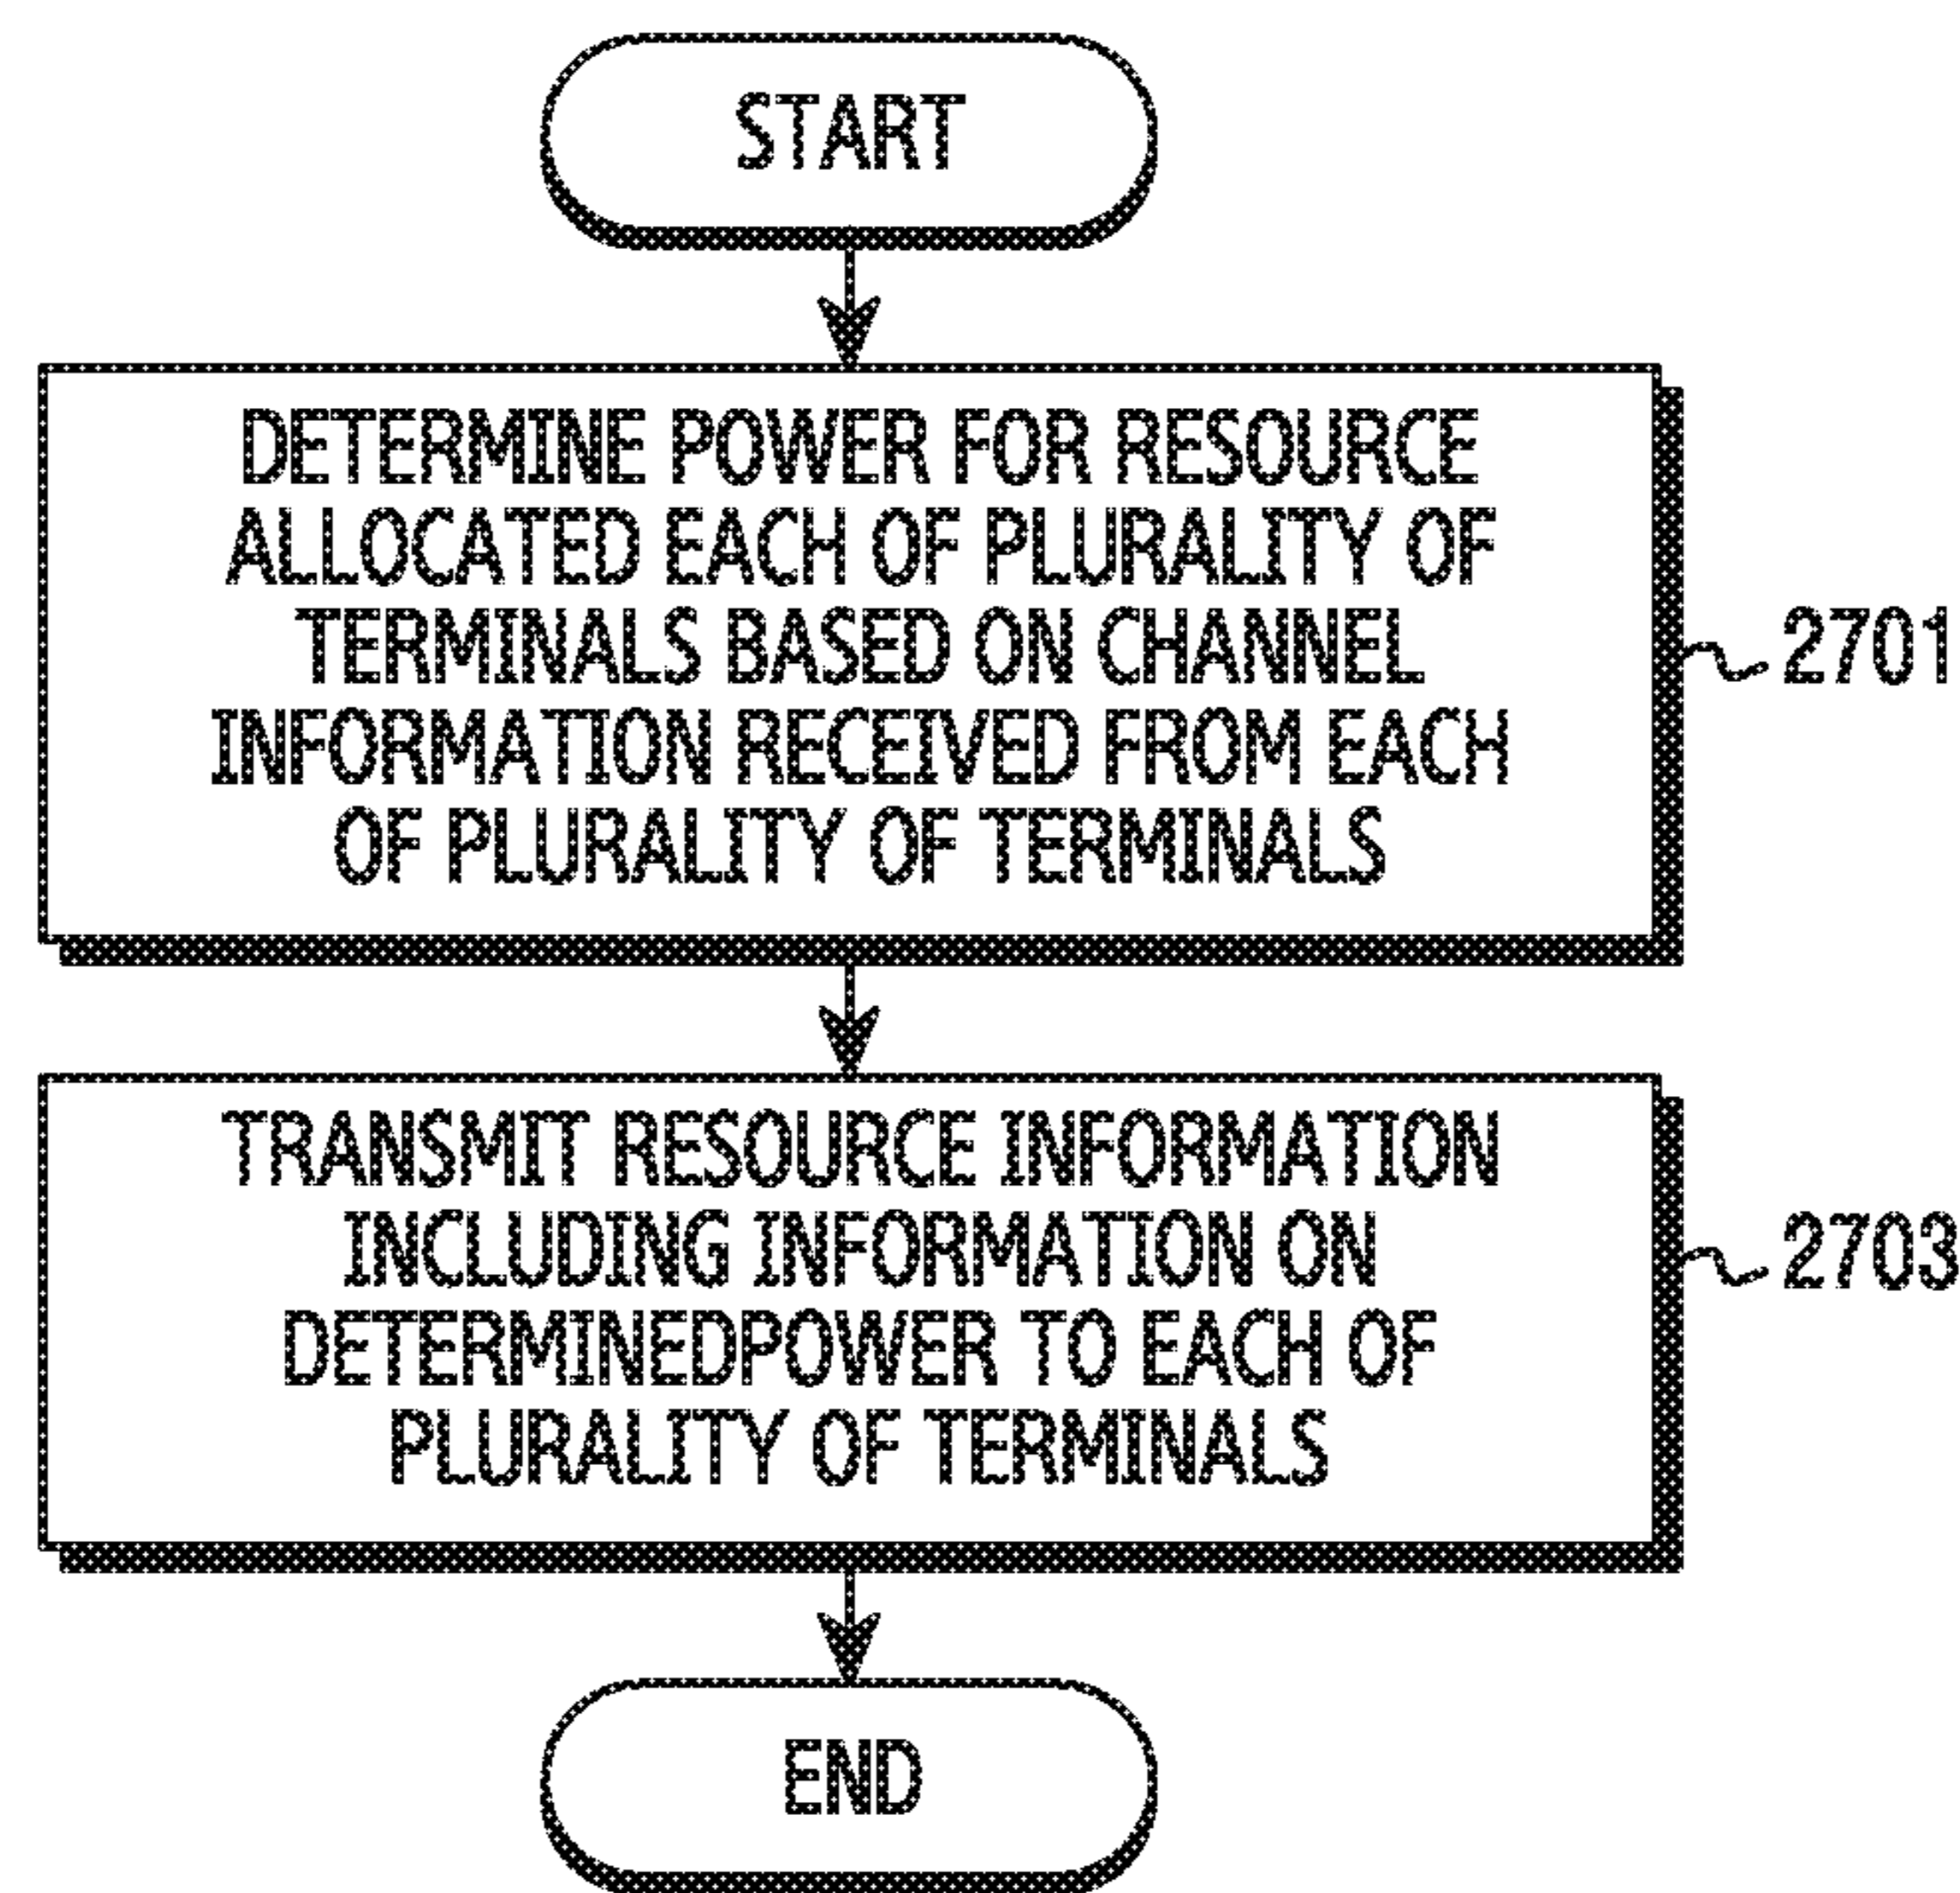 START
DETERMINE POWER FOR RESOURCE
ALLOCATED EACH OF PLURALITY OF
TERMINALS BASED ON CHANNEL
INFORMATION RECEIVED FROM EACH
OF PLURALITY OF TERMINALS
2701
TRANSMIT RESOURCE INFORMATION
INCLUDING INFORMATION ON
DETERMINEDPOWER TO EACH OF
PLURALITY OF TERMINALS
2703
END